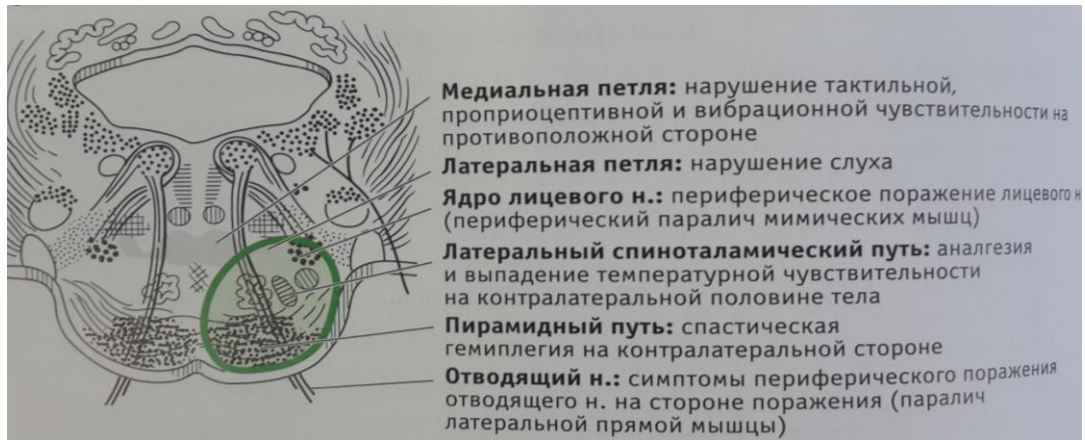 Медиальная петля: нарушение тактильной,
проприоцептивной и вибрационной чувствительности на
противоположной стороне
Латеральная петля: нарушение слуха
Ядро лицевого н.: периферическое поражение лицевого н
(периферический паралич мимических мышц)
Латеральный спиноталамический путь: аналгезия
и выпадение температурной чувствительности
на контралатеральной половине тела
Пирамидный путь: спастическая
гемиплегия на контралатеральной стороне
Отводящий н.: симптомы периферического поражения
отводящего н. на стороне поражения (паралич
латеральной прямой мышцы)